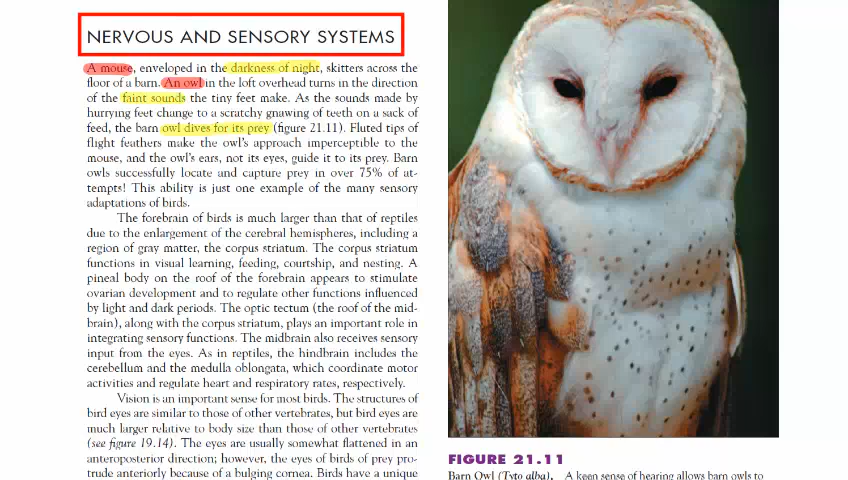 NERVOUS AND SENSORY SYSTEMS
A mouse, enveloped in the darkness of night, skitters across the
floor of a barn. An owl in the loft overhead turns in the direction
of the faint sounds the tiny feet make. As the sounds made by
hurrying feet change to a scratchy gnawing of teeth on a sack of
feed, the barn owl dives for its prey (figure 21.11). Fluted tips of
flight feathers make the owl's approach imperceptible to the
mouse, and the owl's ears, not its eyes, guide it to its prey. Barn
owls successfully locate and capture prey in over 75% of at-
tempts! This ability is just one example of the many sensory
adaptations of birds.
The forebrain of birds is much larger than that of reptiles
due to the enlargement of the cerebral hemispheres, including a
region of gray matter, the corpus striatum. The corpus striatum
functions in visual learning, feeding, courtship, and nesting. A
pineal body on the roof of the forebrain appears to stimulate
ovarian development and to regulate other functions influenced
by light and dark periods. The optic tectum (the roof of the mid-
brain), along with the corpus striatum, plays an important role in
integrating sensory functions. The midbrain also receives sensory
input from the eyes. As in reptiles, the hindbrain includes the
cerebellum and the medulla oblongata, which coordinate motor
activities and regulate heart and respiratory rates, respectively.
Vision is an important sense for most birds. The structures of
bird eyes are similar to those of other vertebrates, but bird eyes are
much larger relative to body size than those of other vertebrates
(see figure 19.14). The eyes are usually somewhat flattened in an
anteroposterior direction; however, the eyes of birds of prey pro-
trude anteriorly because of a bulging cornea. Birds have a unique
FIGURE 21.11
Barn Owl (Tyto alba). A keen sense of hearing allows barn owls to